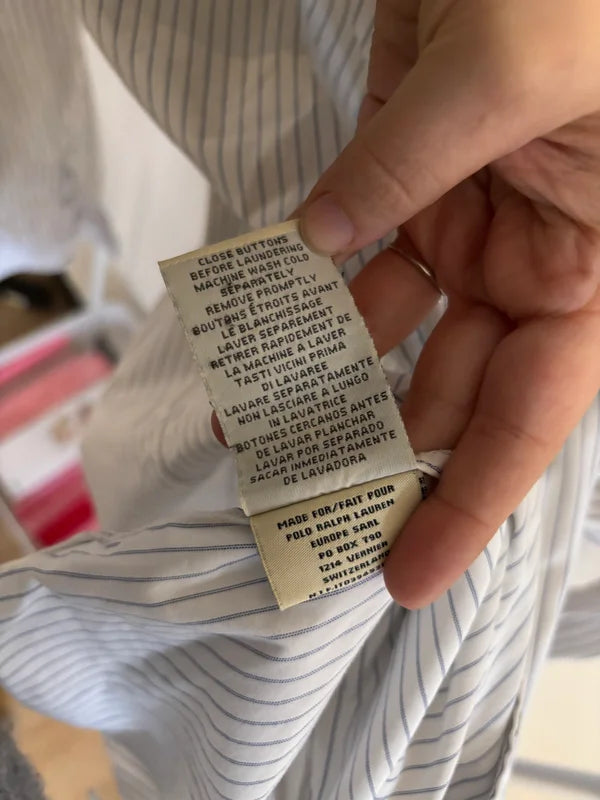 CLOSE BUTTONS
BEFORE LAUNDERING
MACHINE WASH COLD
SEPARATELY
REMOVE PROMPTLY
BOUTONS ÉTROITS AVANT
LE BLANCHISSAGE
LAVER SEPAREMENT
RETIRER RAPIDEMENT DE
LA MACHINE A LAVER
TASTI VICINI PRIMA
DI LAVAREE
LAVARE SEPARATAMENTE
NON LASCIARE A LUNGO
IN LAVATRICE
BOTONES CERCANOS ANTES
DE LAVAR PLANCHAR
LAVAR POR SEPARADO
SACAR INMEDIATAMENTE
DE LAVADORA
MADE FOR/FAIT POUR
POLO RALPH LAUREN
EUROPE SARL
PO BOX 790
1214 VERNIER
SWITZERLAND